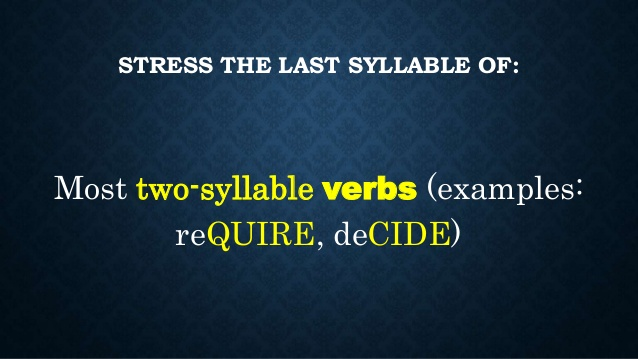 STRESS THE LAST SYLLABLE OF:
Most two-syllable verbs (examples:
reQUIRE, deCIDE)